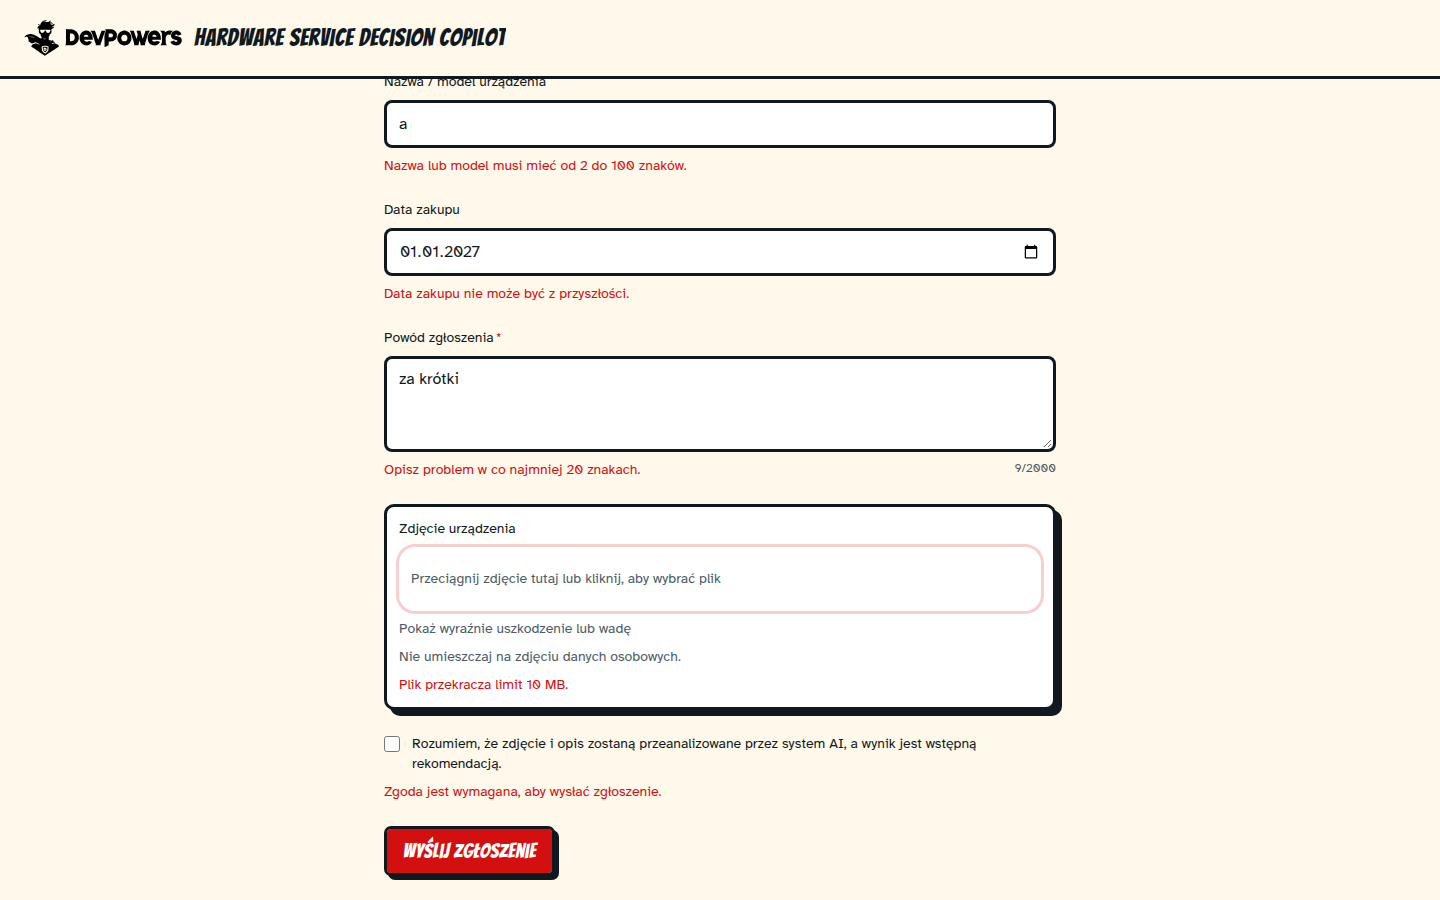 DevPowers HARDWARE SERVICE DECISION COPILOT
Nazwa / model urządzenia
a
Nazwa lub model musi mieć od 2 do 100 znaków.
Data zakupu
01.01.2027
Data zakupu nie może być z przyszłości.
Powód zgłoszenia *
za krótki
Opisz problem w co najmniej 20 znakach.
9/2000
Zdjęcie urządzenia
Przeciągnij zdjęcie tutaj lub kliknij, aby wybrać plik
Pokaż wyraźnie uszkodzenie lub wadę
Nie umieszczaj na zdjęciu danych osobowych.
Plik przekracza limit 10 MB.
Rozumiem, że zdjęcie i opis zostaną przeanalizowane przez system AI, a wynik jest wstępną
rekomendacją.
Zgoda jest wymagana, aby wysłać zgłoszenie.
WYŚLIJ ZGŁOSZENIE